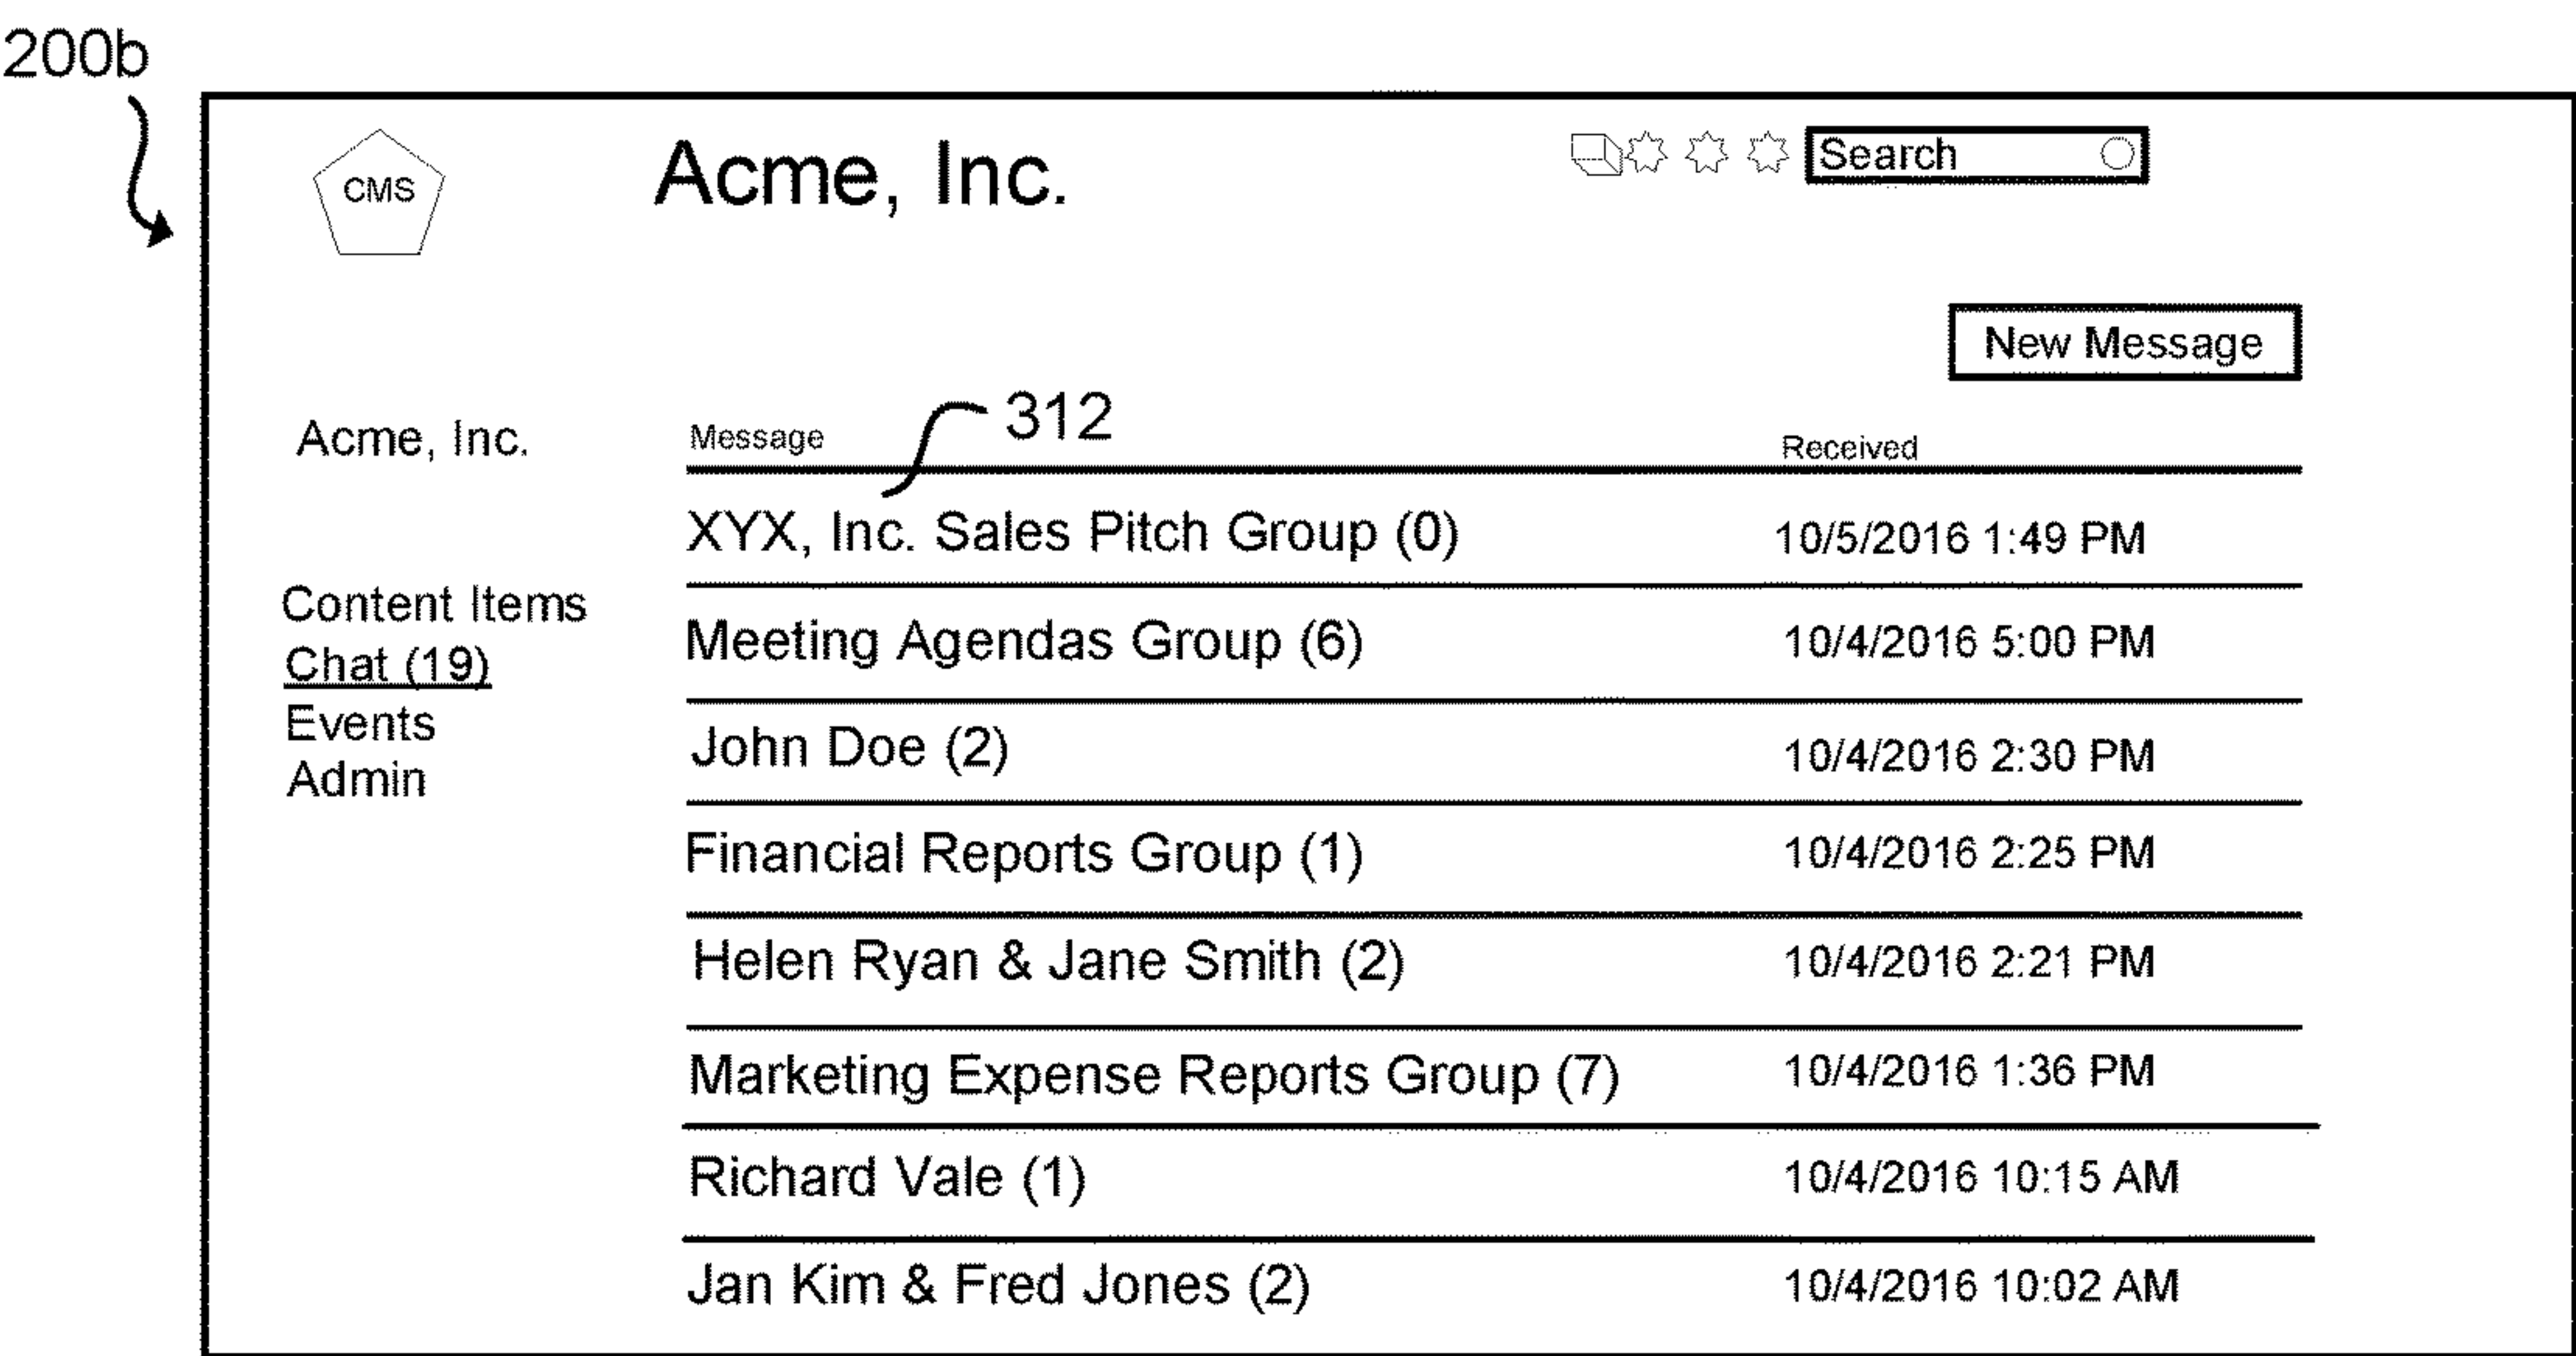 200b
CMS
Acme, Inc.
Search
New Message
312
Acme, Inc.
Message Received
XYX, Inc. Sales Pitch Group (0) 10/5/2016 1:49 PM
Content Items
Meeting Agendas Group (6) 10/4/2016 5:00 PM
Chat (19)
Events
John Doe (2) 10/4/2016 2:30 PM
Admin
Financial Reports Group (1) 10/4/2016 2:25 PM
Helen Ryan & Jane Smith (2) 10/4/2016 2:21 PM
Marketing Expense Reports Group (7) 10/4/2016 1:36 PM
Richard Vale (1) 10/4/2016 10:15 AM
Jan Kim & Fred Jones (2) 10/4/2016 10:02 AM